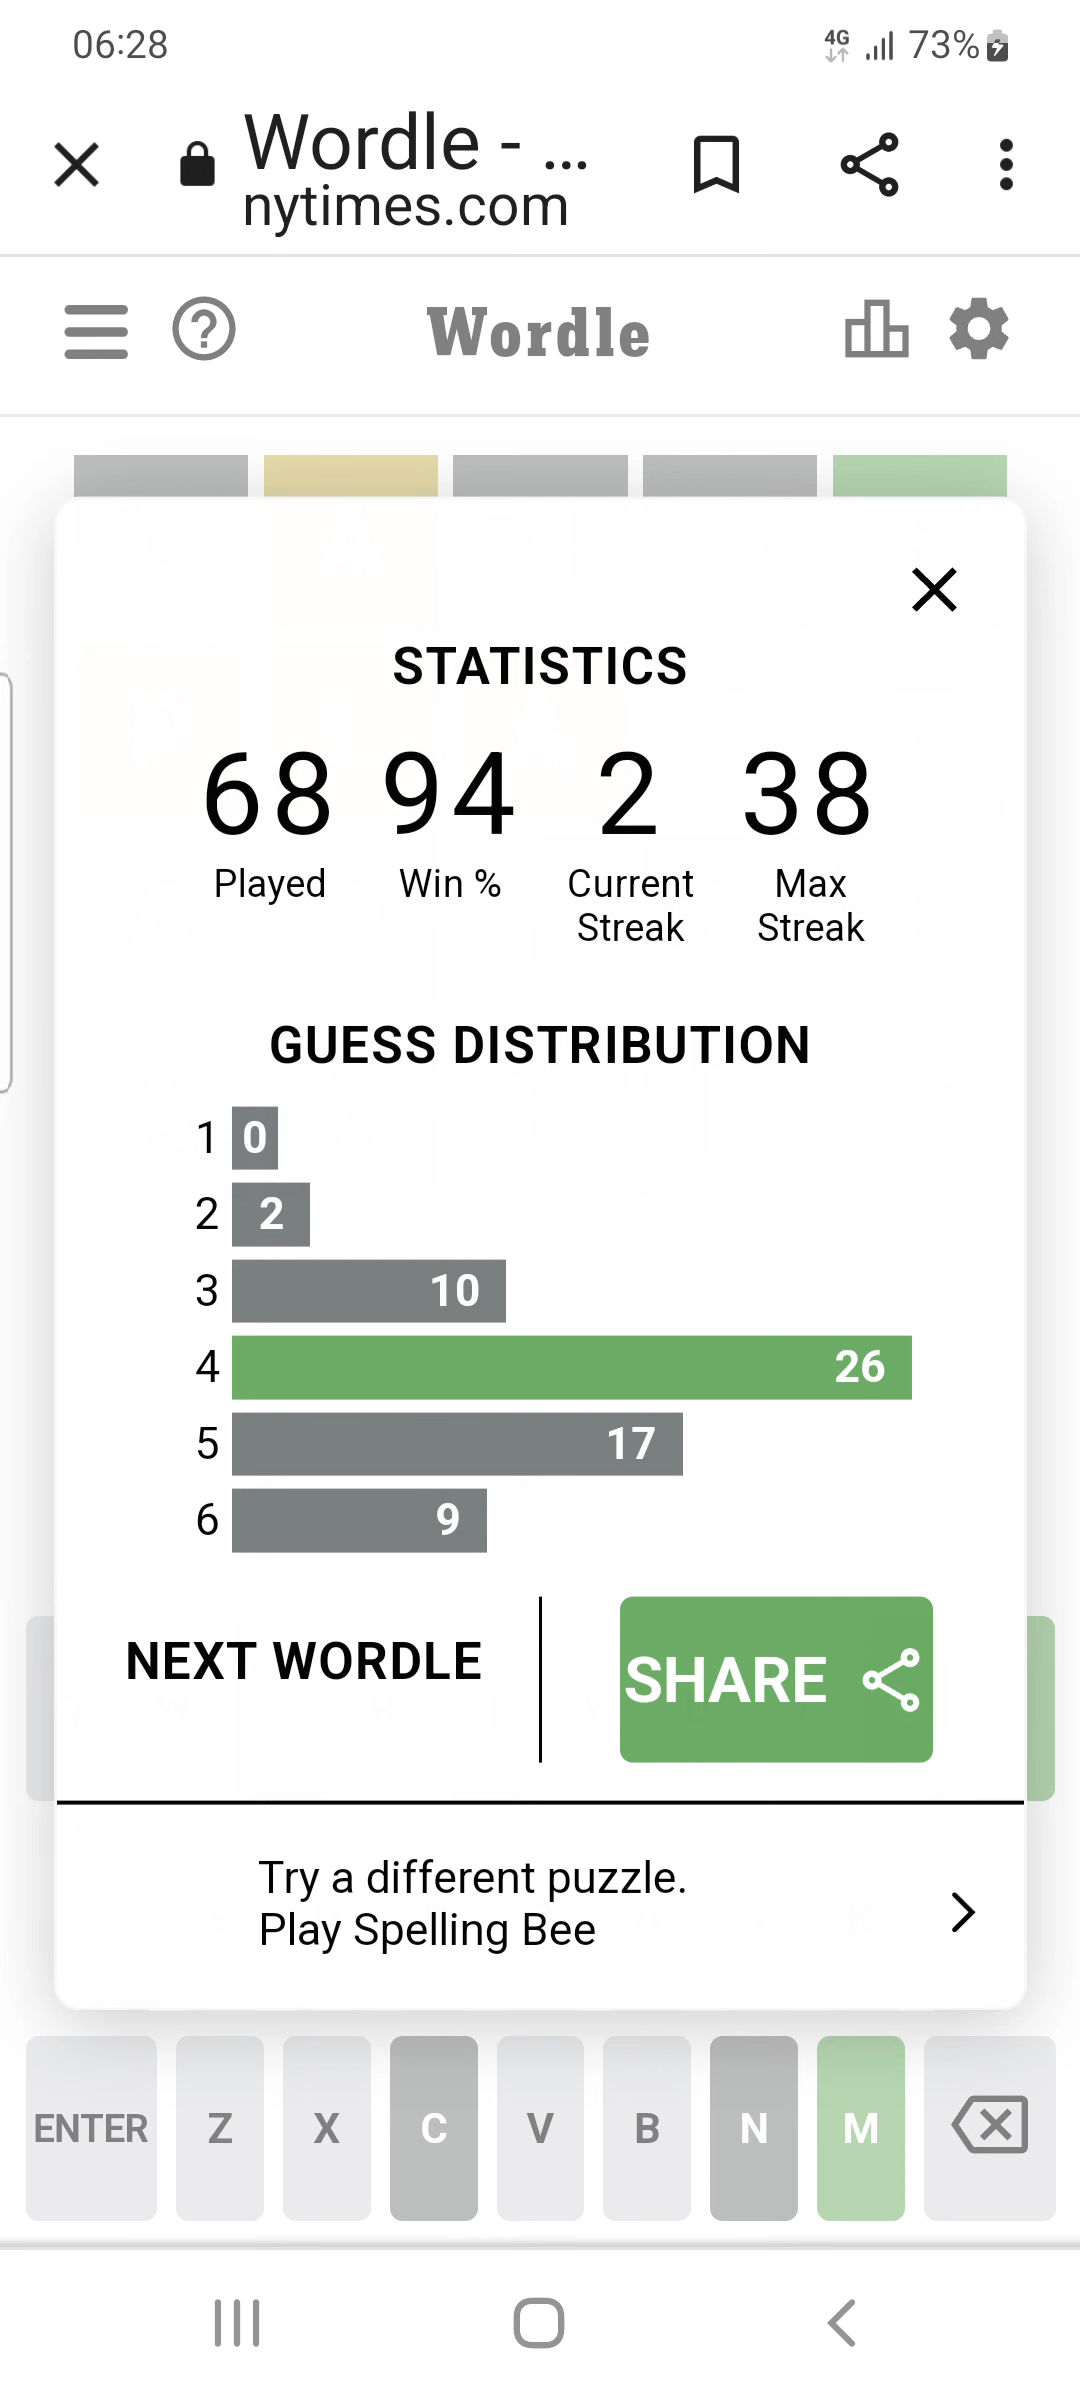 06:28
4G 73%
Wordle - ...
nytimes.com
Wordle
STATISTICS
68 94 2 38
Played Win % Current Streak Max Streak
GUESS DISTRIBUTION
1 0
2 2
3 10
4 26
5 17
6 9
NEXT WORDLE
SHARE
Try a different puzzle.
Play Spelling Bee
ENTER Z X C V B N M